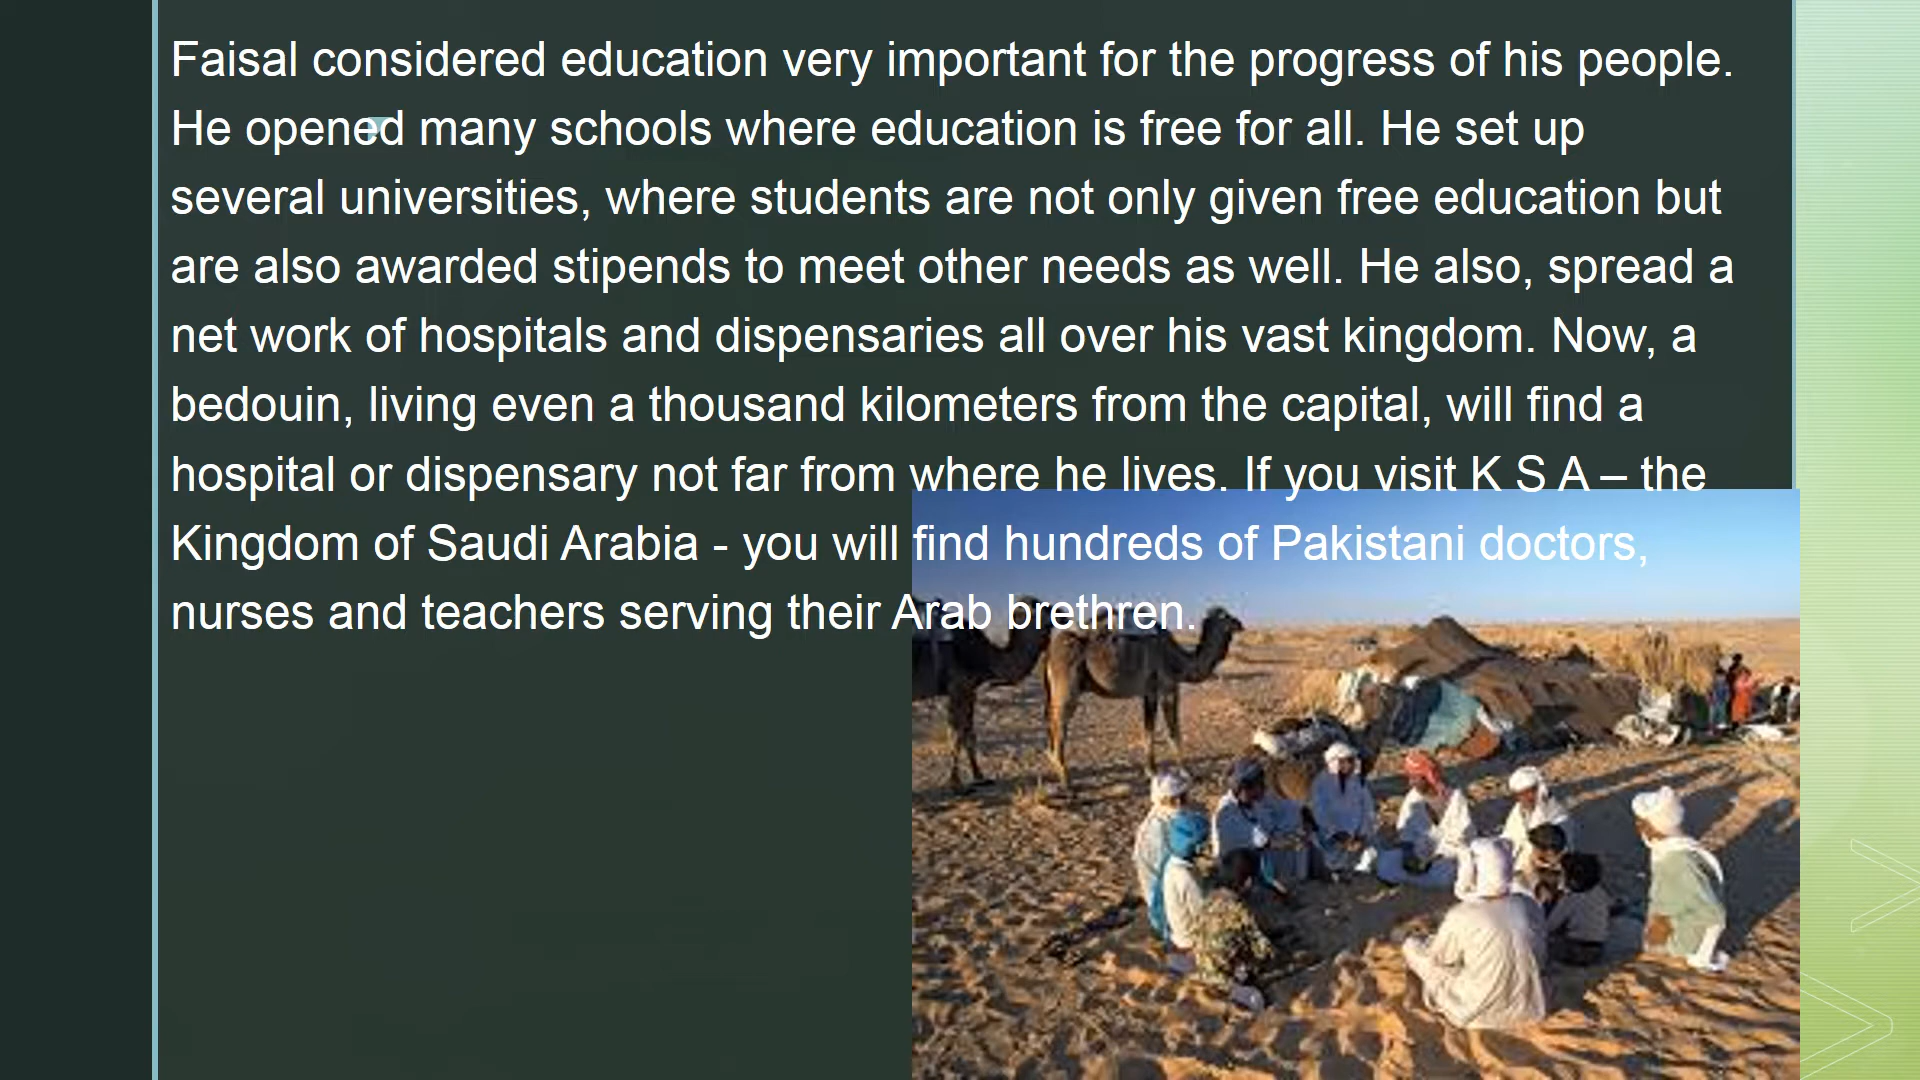 Faisal considered education very important for the progress of his people.
He opened many schools where education is free for all. He set up
several universities, where students are not only given free education but
are also awarded stipends to meet other needs as well. He also, spread a
net work of hospitals and dispensaries all over his vast kingdom. Now, a
bedouin, living even a thousand kilometers from the capital, will find a
hospital or dispensary not far from where he lives. If you visit K S A – the
Kingdom of Saudi Arabia - you will find hundreds of Pakistani doctors,
nurses and teachers serving their Arab brethren.